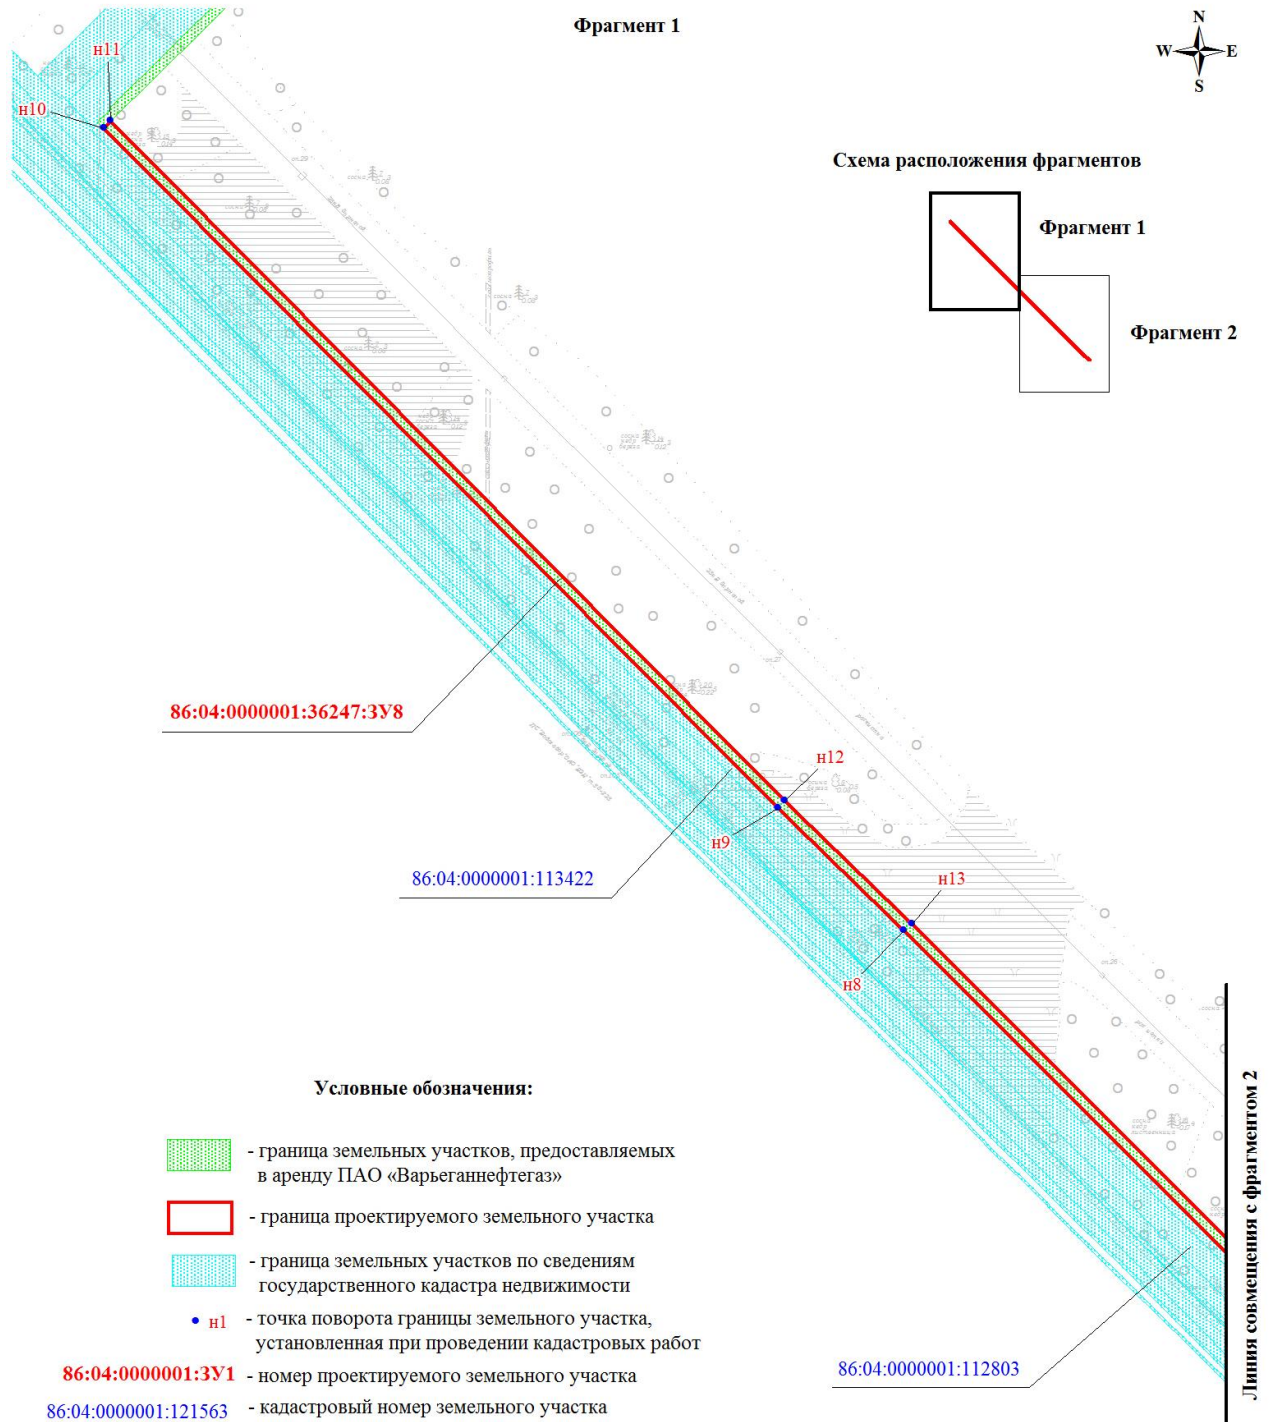 Фрагмент 1
N
W E
S
н11
н10
Схема расположения фрагментов
Фрагмент 1
Фрагмент 2
86:04:0000001:36247:ЗУ8
н12
н9
86:04:0000001:113422
н13
н8
Условные обозначения:
- граница земельных участков, предоставляемых
в аренду ПАО «Варьеганнефтегаз»
- граница проектируемого земельного участка
- граница земельных участков по сведениям
государственного кадастра недвижимости
н1 - точка поворота границы земельного участка,
установленная при проведении кадастровых работ
86:04:0000001:ЗУ1 - номер проектируемого земельного участка
86:04:0000001:121563 - кадастровый номер земельного участка
86:04:0000001:112803
Линия совмещения с фрагментом 2